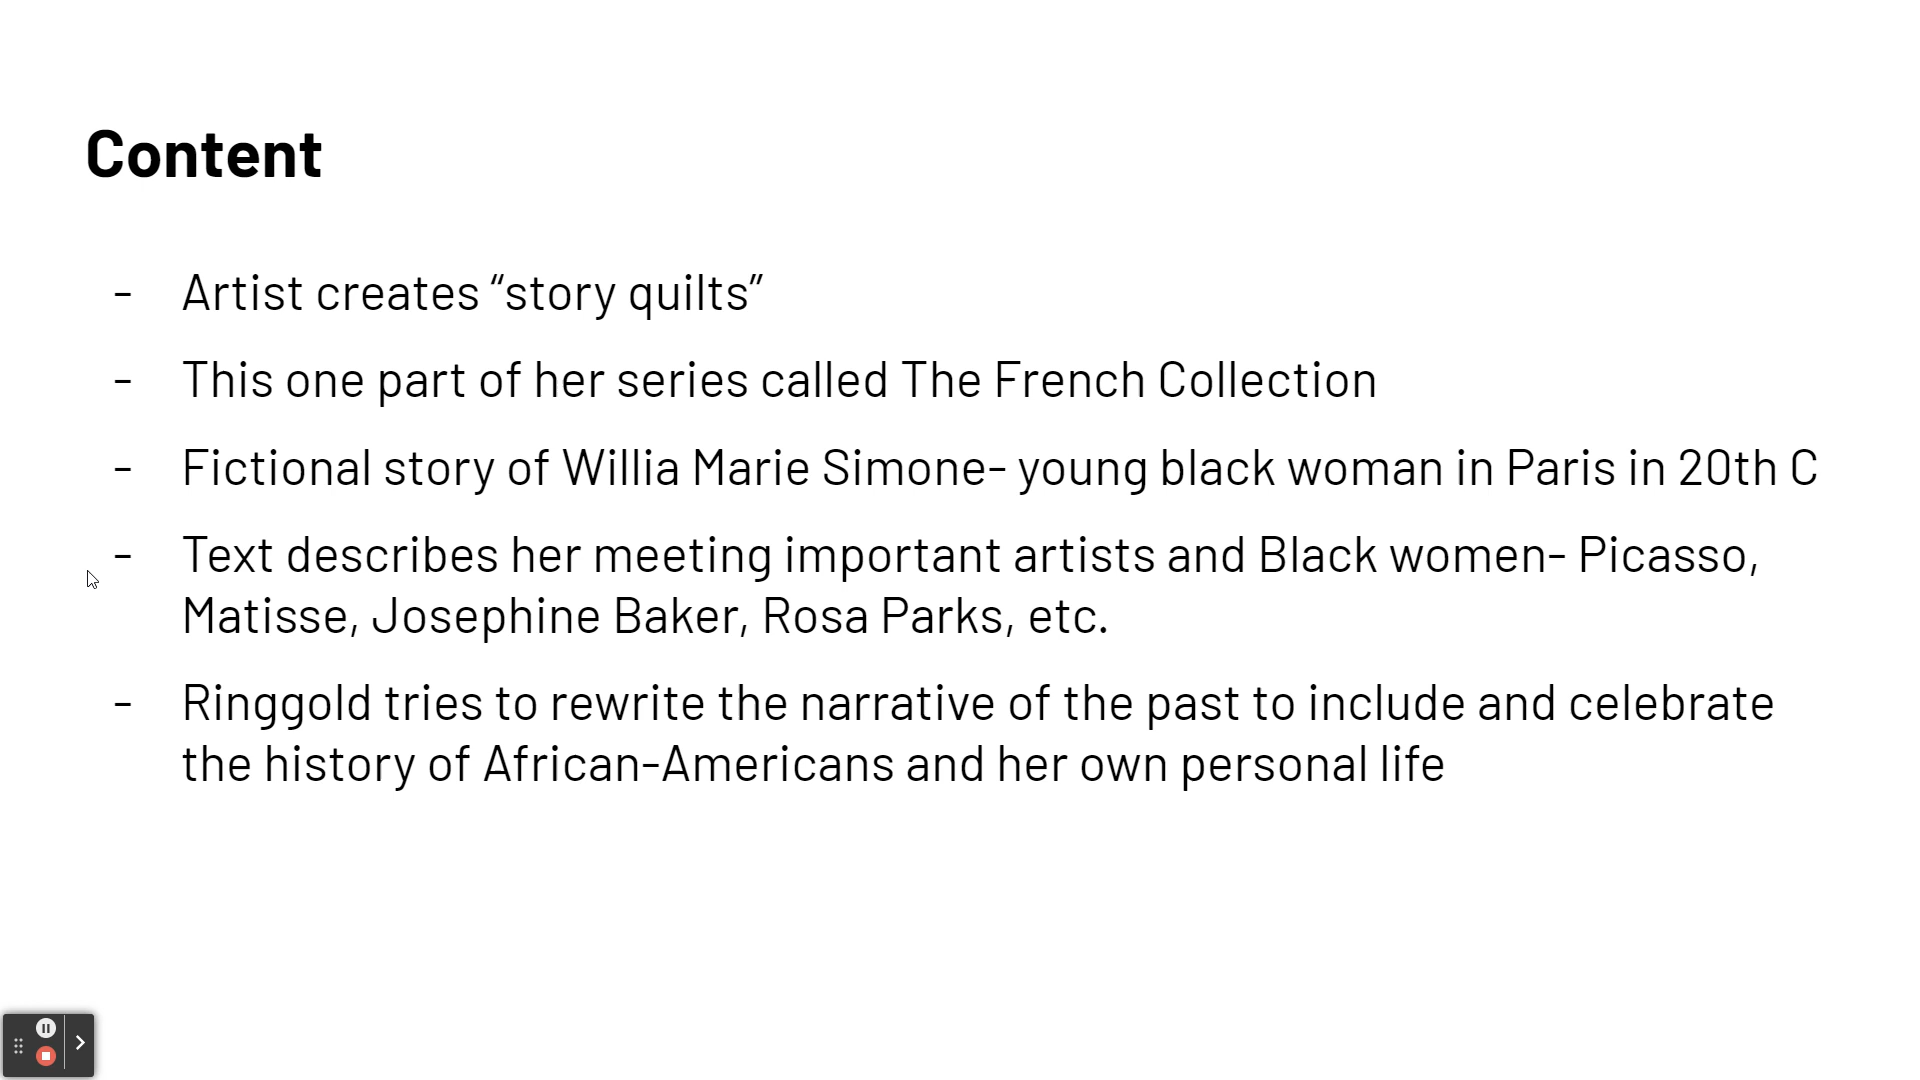 Content
- Artist creates “story quilts”
- This one part of her series called The French Collection
- Fictional story of Willia Marie Simone- young black woman in Paris in 20th C
- Text describes her meeting important artists and Black women- Picasso,
Matisse, Josephine Baker, Rosa Parks, etc.
- Ringgold tries to rewrite the narrative of the past to include and celebrate
the history of African-Americans and her own personal life